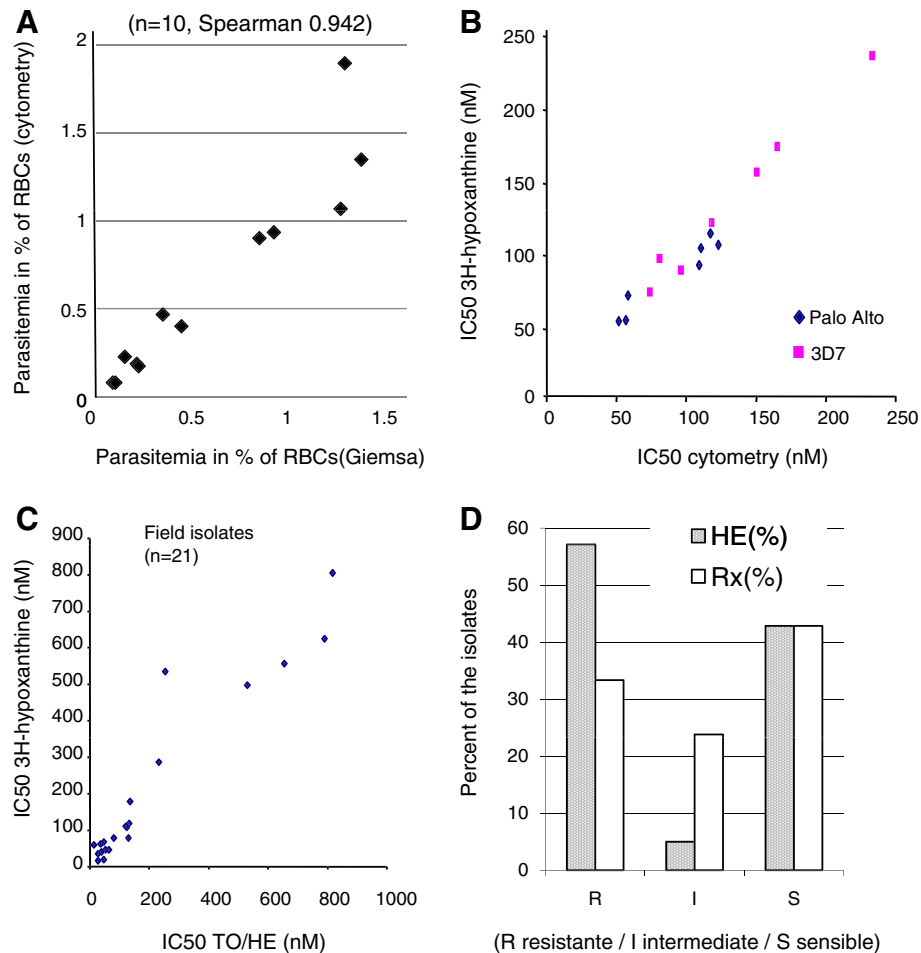 A
(n=10, Spearman 0.942)
Parasitemia in % of RBCs (cytometry)
2
1.5
1
0.5
0
0
0.5
1
1.5
Parasitemia in % of RBCs(Giemsa)
B
IC50 3H-hypoxanthine (nM)
250
200
150
100
50
0
0
50
100
150
200
250
Palo Alto
3D7
IC50 cytometry (nM)
C
Field isolates
(n=21)
IC50 3H-hypoxanthine (nM)
900
800
700
600
500
400
300
200
100
0
0
200
400
600
800
1000
IC50 TO/HE (nM)
D
HE(%)
Rx(%)
Percent of the isolates
60
50
40
30
20
10
0
R
I
S
(R resistante / I intermediate / S sensible)